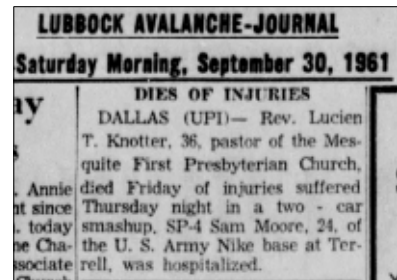 LUBBOCK AVALANCHE-JOURNAL
Saturday Morning, September 30, 1961
DIES OF INJURIES
DALLAS (UPI)— Rev. Lucien
T. Knotter, 36, pastor of the Mes-
quite First Presbyterian Church,
died Friday of injuries suffered
Thursday night in a two - car
smashup. SP-4 Sam Moore, 24, of
the U. S. Army Nike base at Ter-
rell, was hospitalized.
ay
s
. Annie
nt since
. today
he Cha-
ssociate